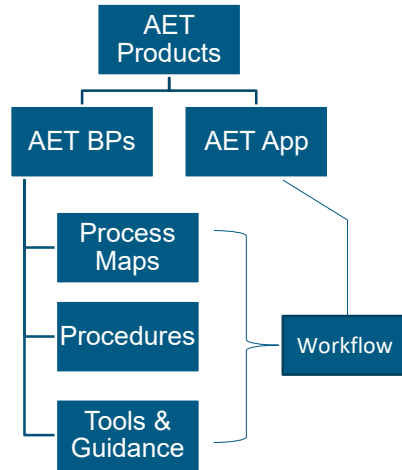 AET
Products
AET BPs
AET App
Process
Maps
Procedures
Workflow
Tools &
Guidance